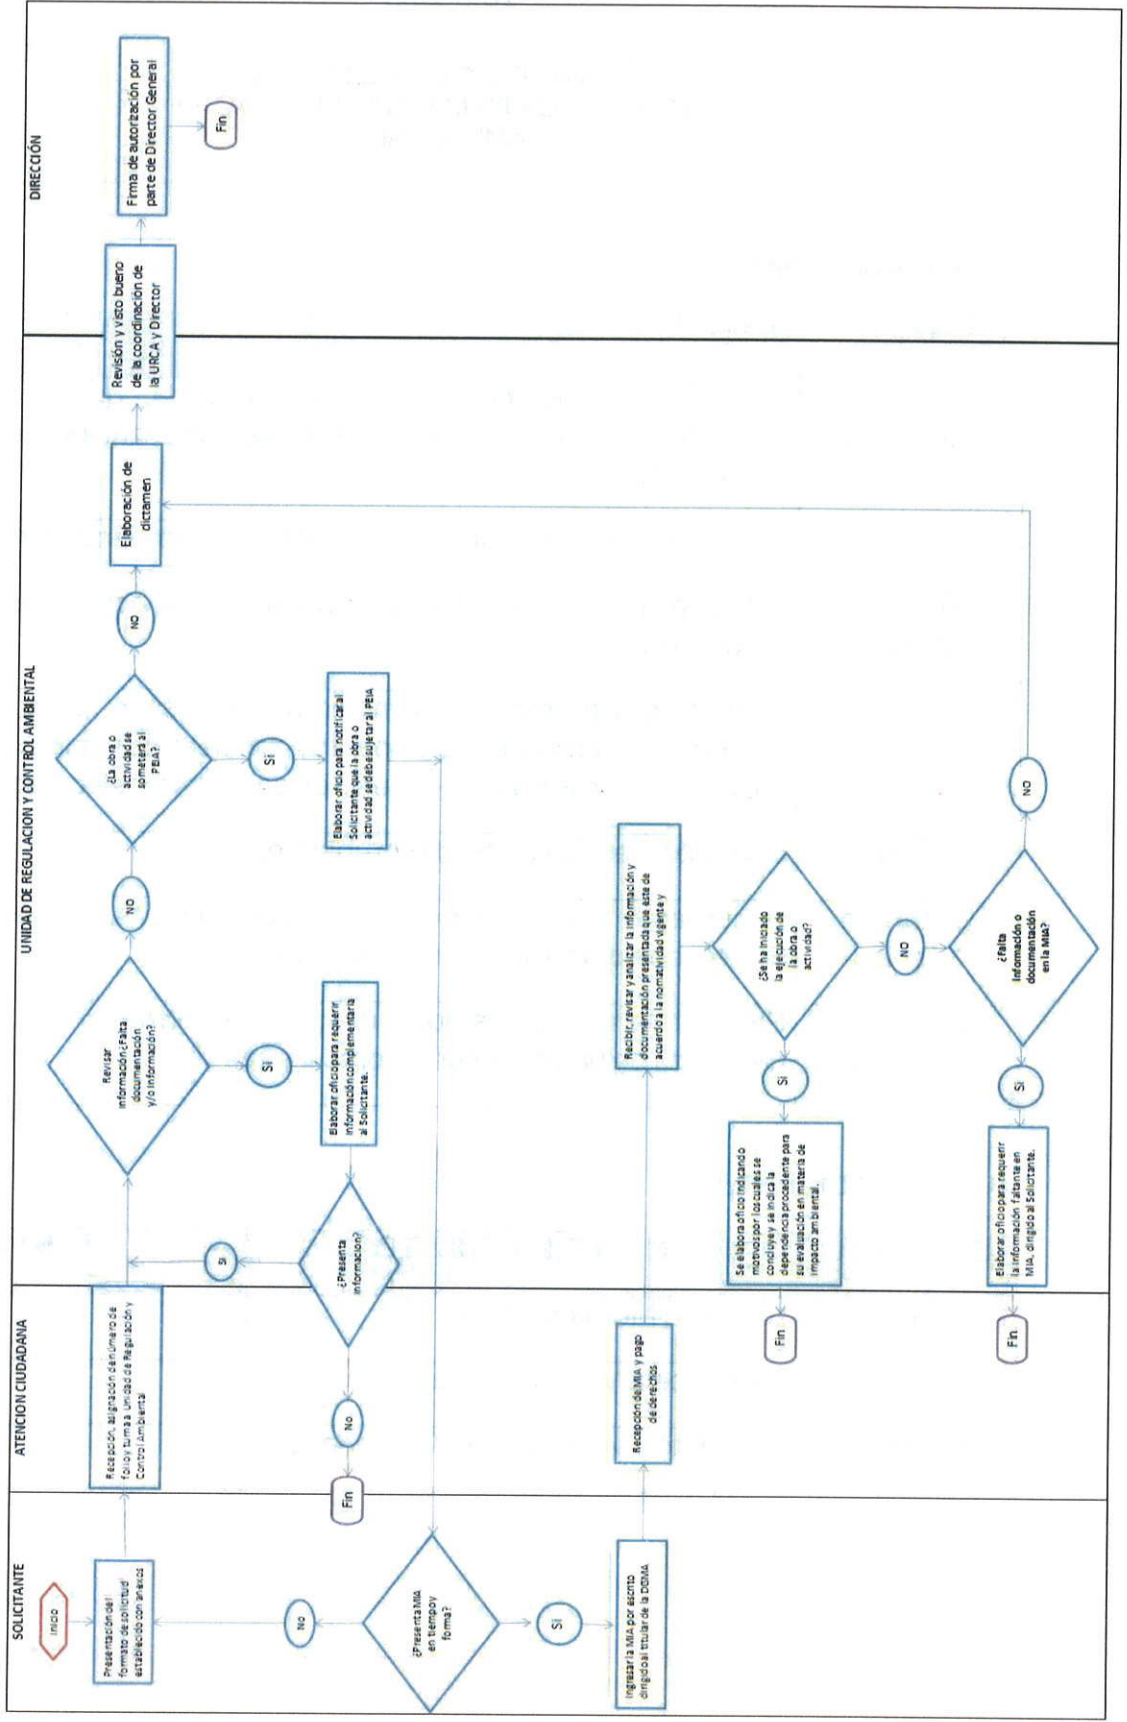 SOLICITANTE
Inicio
Presentación del
formato de solicitud
establecido con anexos
No
¿Presenta MIA
en tiempo y
forma?
Si
Ingresar la MIA por escrito
dirigido al titular de la DGMA
ATENCION CIUDADANA
Recepción, asignación de número de
folio y turna a Unidad de Regulación y
Control Ambiental
No
Fin
Recepción de MIA y pago
de derechos
Fin
Fin
UNIDAD DE REGULACION Y CONTROL AMBIENTAL
Revisar
información ¿Falta
documentación
y/o información?
Si
Elaborar oficio para requerir
información complementaria
al Solicitante.
¿Presenta
informacion?
Si
NO
¿La obra o
actividad se
someterá al
PEIA?
Si
Elaborar oficio para notificar al
Solicitante que la obra o
actividad se debe sujetar al PEIA
NO
Elaboración de
dictamen
Recibir, revisar y analizar la información y
documentación presentada que este de
acuerdo a la nomatividad vigente y
¿Se ha iniciado
la ejecución de
la obra o
actividad?
Si
Se elabora oficio indicando
motivos por los cuales se
concluye y se indica la
dependencia procedente para
su evaluación en materia de
impacto ambiental.
NO
¿Falta
Información o
documentación
en la MIA?
Si
Elaborar oficio para requerir
la información faltante en
MIA, dirigido al Solicitante.
NO
DIRECCIÓN
Revisión y visto bueno
de la coordinación de
la URCA y Director
Firma de autorización por
parte de Director General
Fin